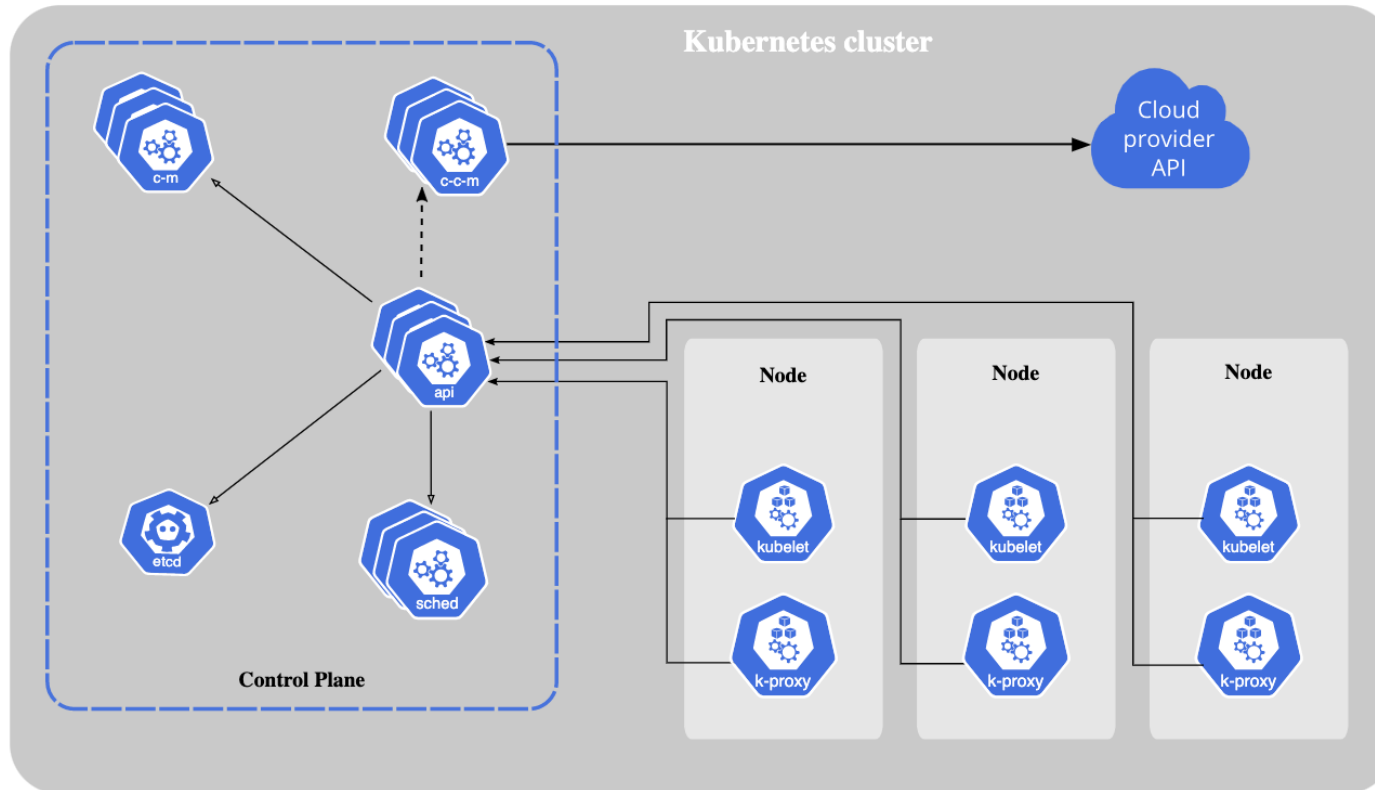 Kubernetes cluster
c-m
c-c-m
Cloud
provider
API
api
etcd
sched
Control Plane
Node
kubelet
k-proxy
Node
kubelet
k-proxy
Node
kubelet
k-proxy